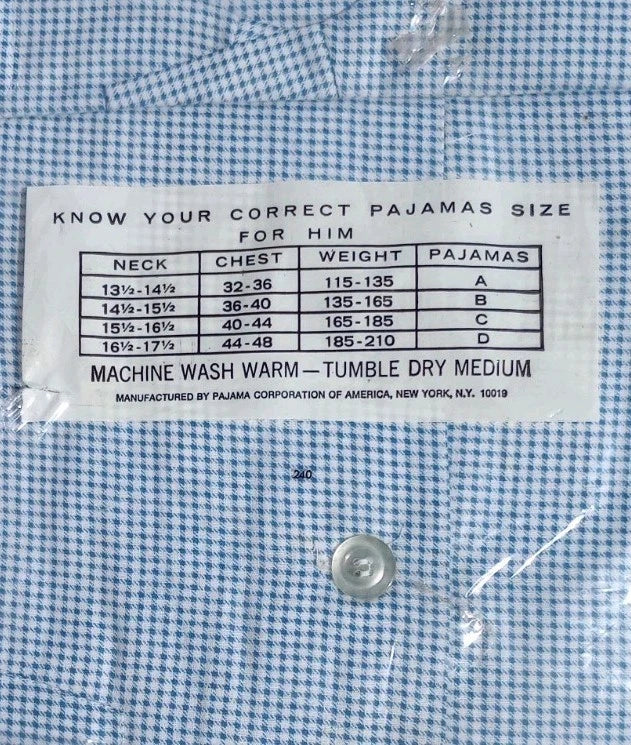 KNOW YOUR CORRECT PAJAMAS SIZE
FOR HIM
NECK CHEST WEIGHT PAJAMAS
13½-14½ 32-36 115-135 A
14½-15½ 36-40 135-165 B
15½-16½ 40-44 165-185 C
16½-17½ 44-48 185-210 D
MACHINE WASH WARM—TUMBLE DRY MEDIUM
MANUFACTURED BY PAJAMA CORPORATION OF AMERICA, NEW YORK, N.Y. 10019
240